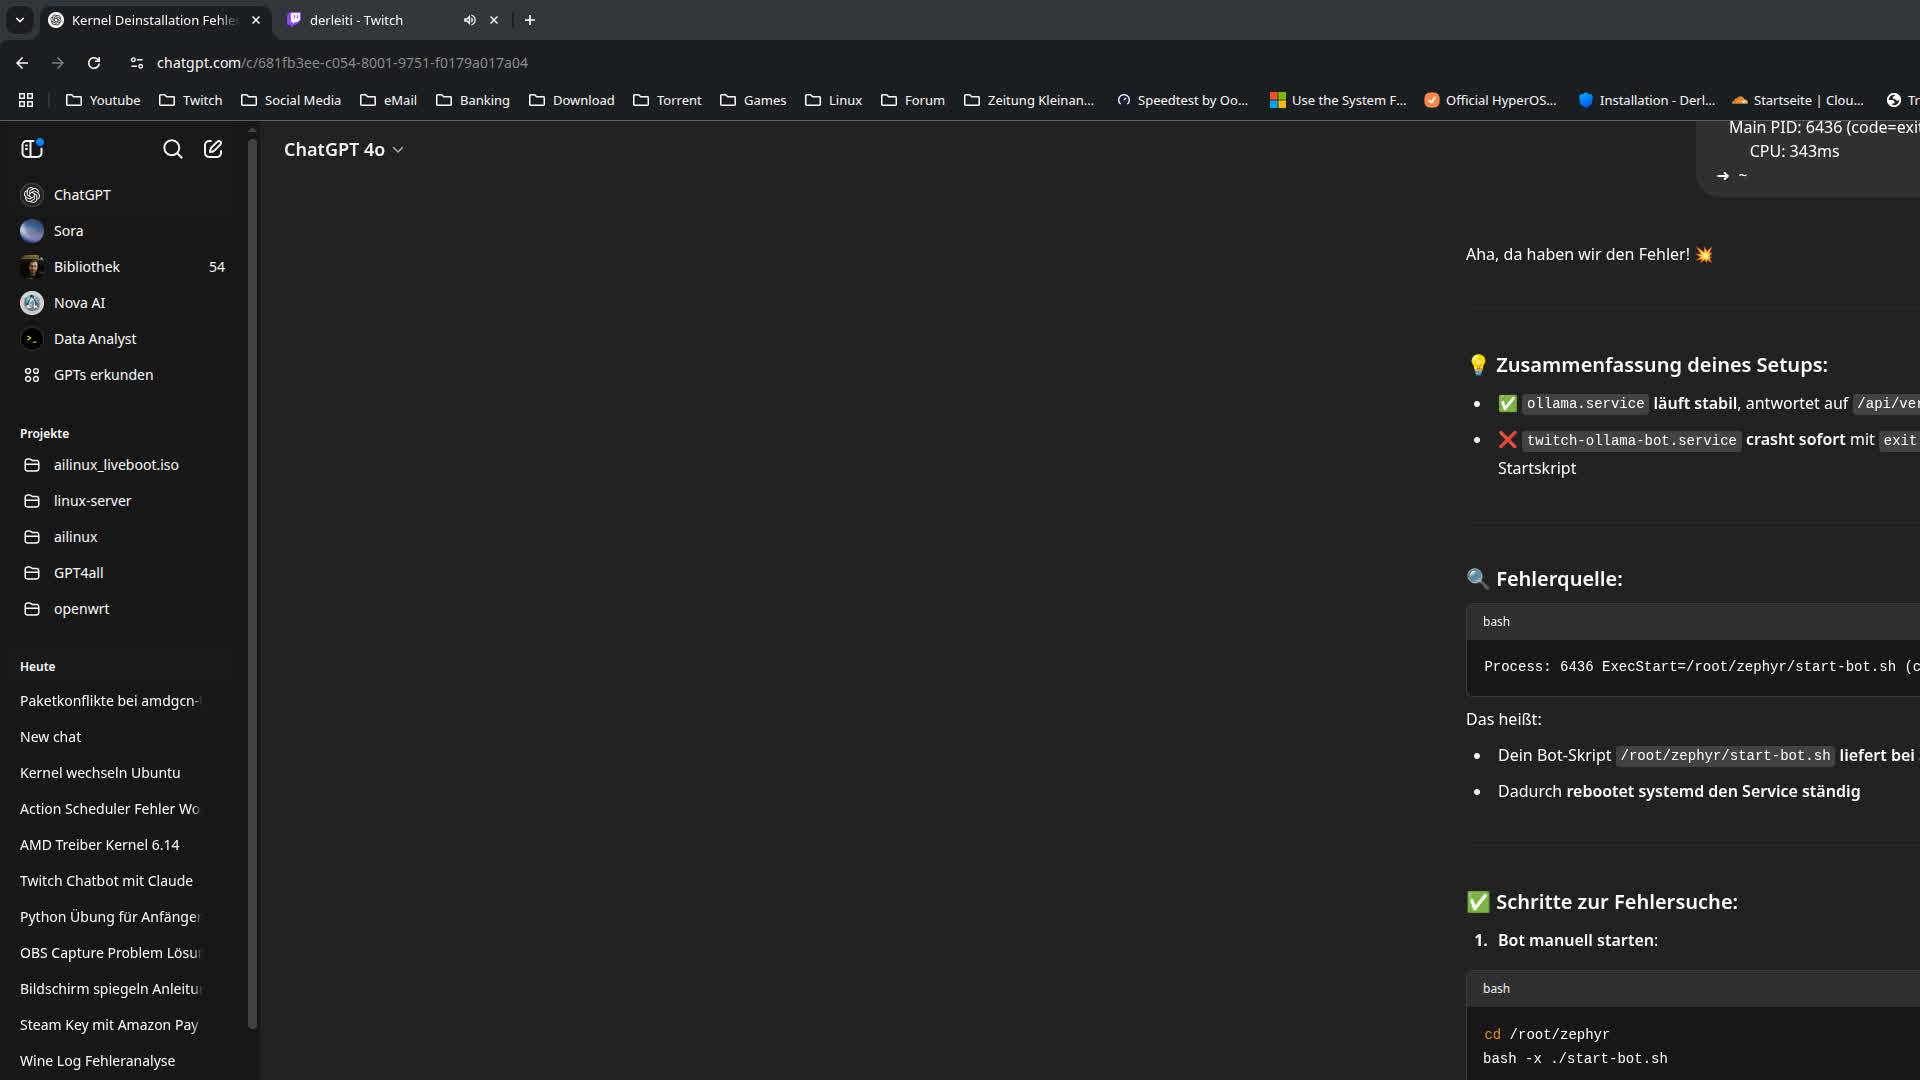 Kernel Deinstallation Fehle
derleiti - Twitch
chatgpt.com/c/681fb3ee-c054-8001-9751-f0179a017a04
Youtube
Twitch
Social Media
eMail
Banking
Download
Torrent
Games
Linux
Forum
Zeitung Kleinan...
Speedtest by Oo...
Use the System F...
Official HyperOS...
Installation - Derl...
Startseite | Clou...
Tr
ChatGPT
Sora
Bibliothek 54
Nova AI
Data Analyst
GPTs erkunden
Projekte
ailinux_liveboot.iso
linux-server
ailinux
GPT4all
openwrt
Heute
Paketkonflikte bei amdgcn-
New chat
Kernel wechseln Ubuntu
Action Scheduler Fehler Wo
AMD Treiber Kernel 6.14
Twitch Chatbot mit Claude
Python Übung für Anfänger
OBS Capture Problem Lösu
Bildschirm spiegeln Anleitu
Steam Key mit Amazon Pay
Wine Log Fehleranalyse
ChatGPT 4o
Main PID: 6436 (code=exit
CPU: 343ms
➜ ~
Aha, da haben wir den Fehler! 💥
💡 Zusammenfassung deines Setups:
• ✅ ollama.service läuft stabil, antwortet auf /api/ver
• ❌ twitch-ollama-bot.service crasht sofort mit exit
Startskript
🔍 Fehlerquelle:
bash
Process: 6436 ExecStart=/root/zephyr/start-bot.sh (c
Das heißt:
• Dein Bot-Skript /root/zephyr/start-bot.sh liefert bei
• Dadurch rebootet systemd den Service ständig
✅ Schritte zur Fehlersuche:
1. Bot manuell starten:
bash
cd /root/zephyr
bash -x ./start-bot.sh